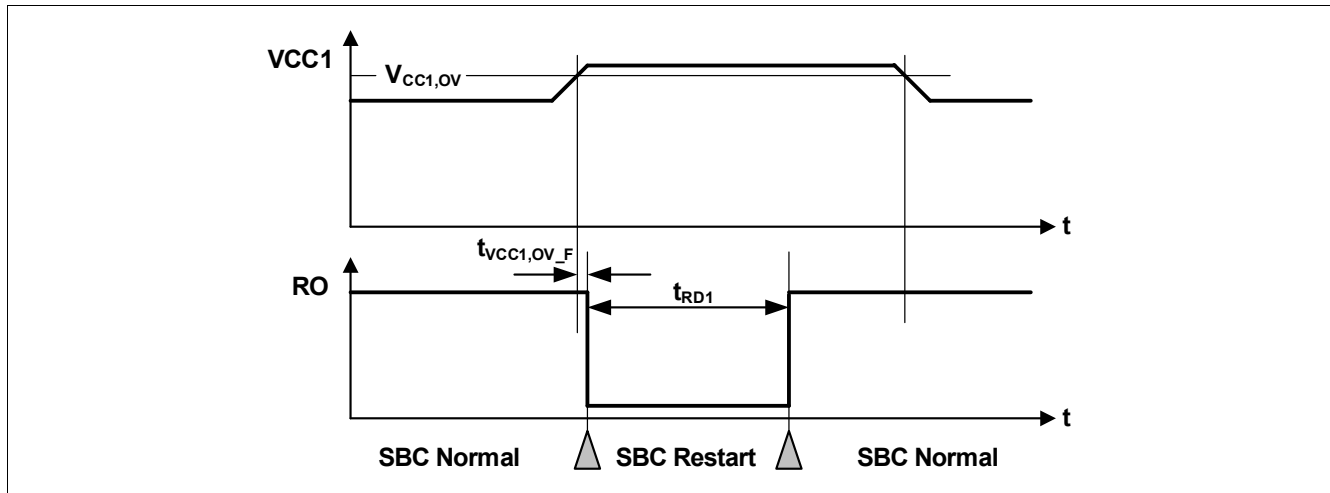 VCC1
VCC1,OV
t
tVCC1,OV_F
RO
tRD1
t
SBC Normal
SBC Restart
SBC Normal